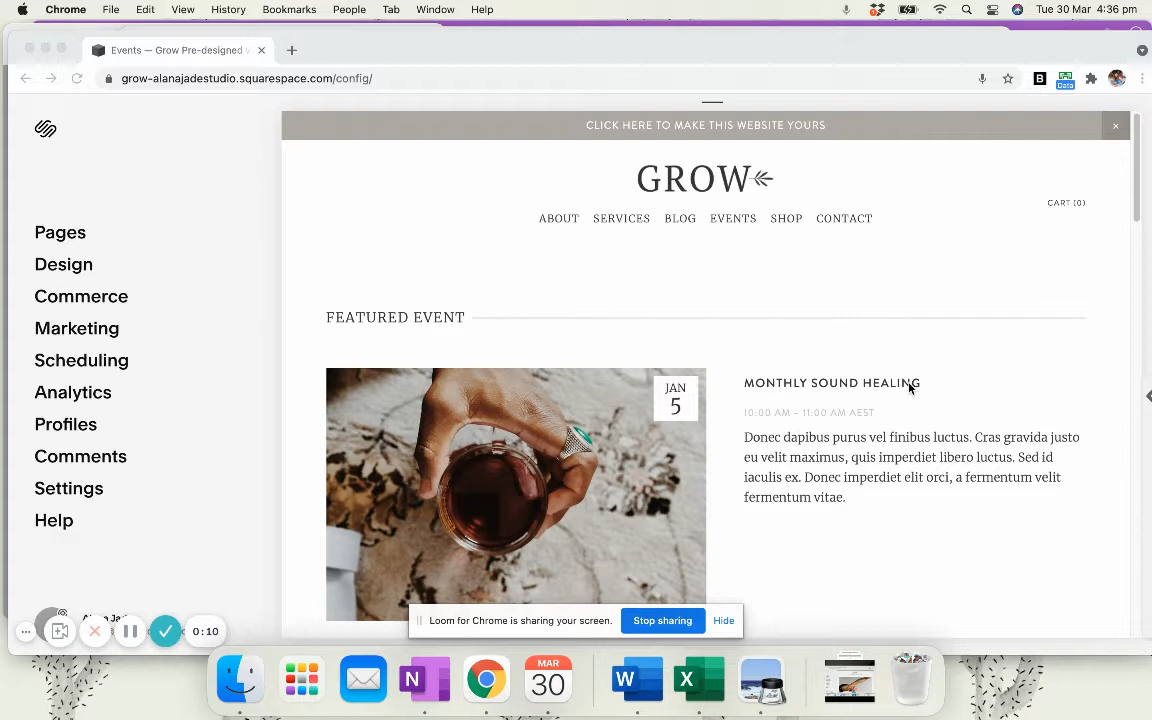 Chrome File Edit View History Bookmarks People Tab Window Help Tue 30 Mar 4:36 pm
Events — Grow Pre-designed
grow-alanajadestudio.squarespace.com/config/
Data
CLICK HERE TO MAKE THIS WEBSITE YOURS
GROW
CART (0)
ABOUT SERVICES BLOG EVENTS SHOP CONTACT
Pages
Design
Commerce
Marketing
Scheduling
Analytics
Profiles
Comments
Settings
Help
FEATURED EVENT
JAN
5
MONTHLY SOUND HEALING
10:00 AM – 11:00 AM AEST
Donec dapibus purus vel finibus luctus. Cras gravida justo
eu velit maximus, quis imperdiet libero luctus. Sed id
iaculis ex. Donec imperdiet elit orci, a fermentum velit
fermentum vitae.
0:10
Loom for Chrome is sharing your screen. Stop sharing Hide
N
MAR
30
W
X